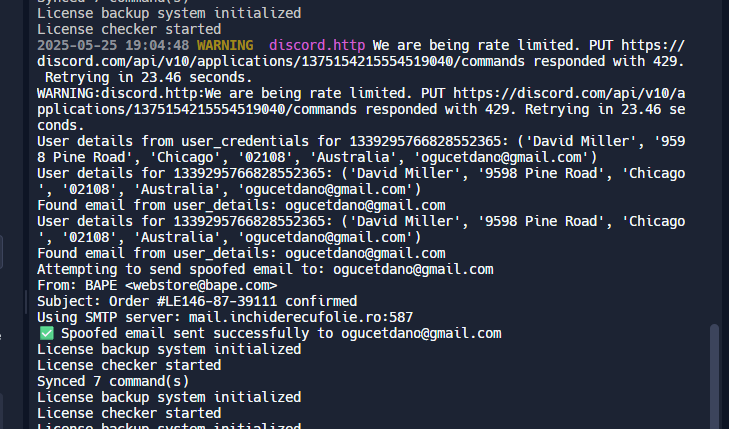 Synced 7 command(s)
License backup system initialized
License checker started
2025-05-25 19:04:48 WARNING  discord.http We are being rate limited. PUT https://
discord.com/api/v10/applications/1375154215554519040/commands responded with 429.
 Retrying in 23.46 seconds.
WARNING:discord.http:We are being rate limited. PUT https://discord.com/api/v10/a
pplications/1375154215554519040/commands responded with 429. Retrying in 23.46 se
conds.
User details from user_credentials for 1339295766828552365: ('David Miller', '959
8 Pine Road', 'Chicago', '02108', 'Australia', 'ogucetdano@gmail.com')
User details for 1339295766828552365: ('David Miller', '9598 Pine Road', 'Chicago
', '02108', 'Australia', 'ogucetdano@gmail.com')
Found email from user_details: ogucetdano@gmail.com
User details for 1339295766828552365: ('David Miller', '9598 Pine Road', 'Chicago
', '02108', 'Australia', 'ogucetdano@gmail.com')
Found email from user_details: ogucetdano@gmail.com
Attempting to send spoofed email to: ogucetdano@gmail.com
From: BAPE <webstore@bape.com>
Subject: Order #LE146-87-39111 confirmed
Using SMTP server: mail.inchiderecufolie.ro:587
✅ Spoofed email sent successfully to ogucetdano@gmail.com
License backup system initialized
License checker started
Synced 7 command(s)
License backup system initialized
License checker started
License backup system initialized